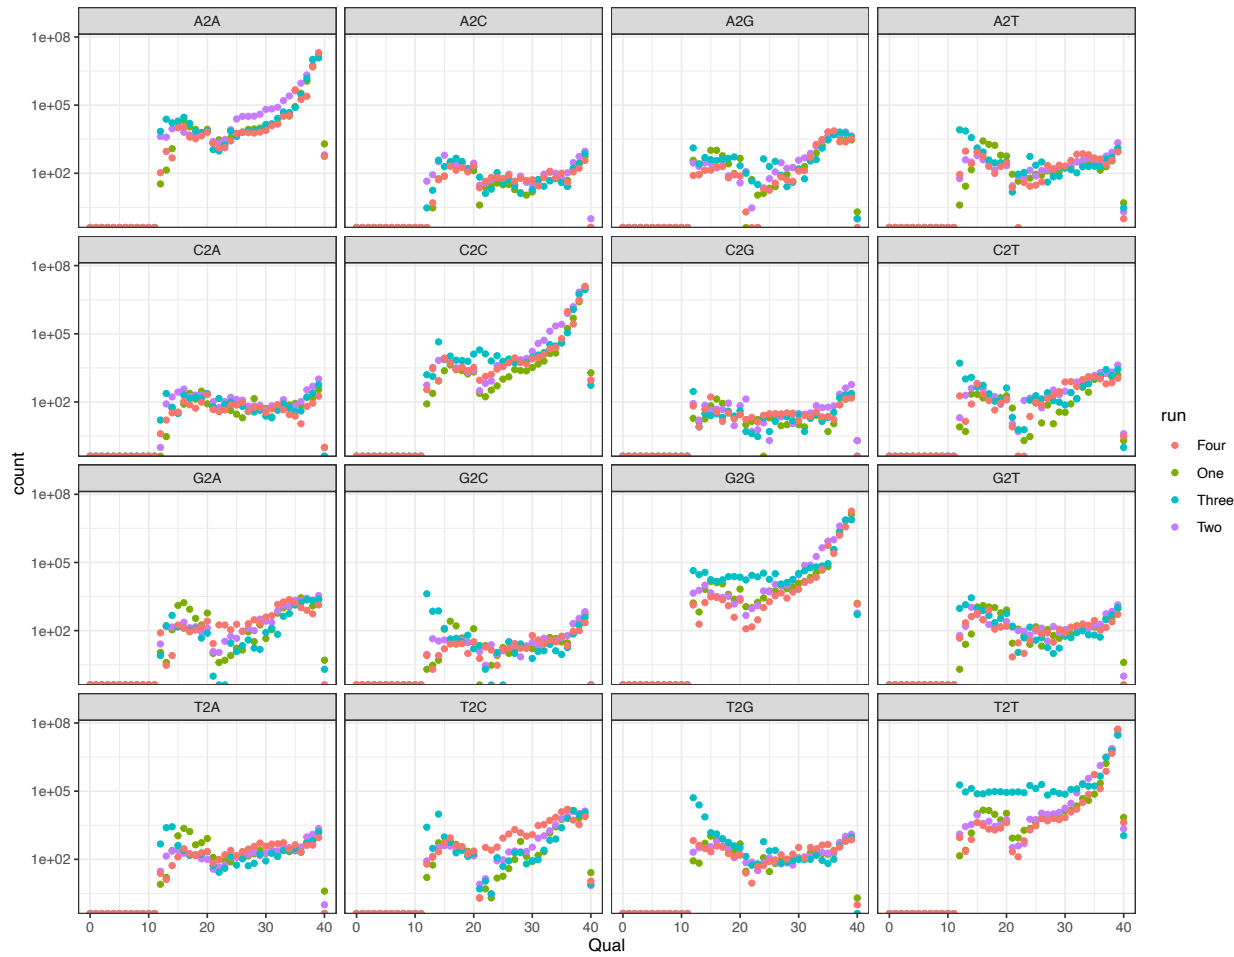 A2A A2C A2G A2T
1e+08
1e+05
1e+02
C2A C2C C2G C2T
1e+08
1e+05
1e+02
G2A G2C G2G G2T
1e+08
1e+05
1e+02
T2A T2C T2G T2T
1e+08
1e+05
1e+02
0 10 20 30 40 0 10 20 30 40 0 10 20 30 40 0 10 20 30 40
Qual
count
run
Four
One
Three
Two